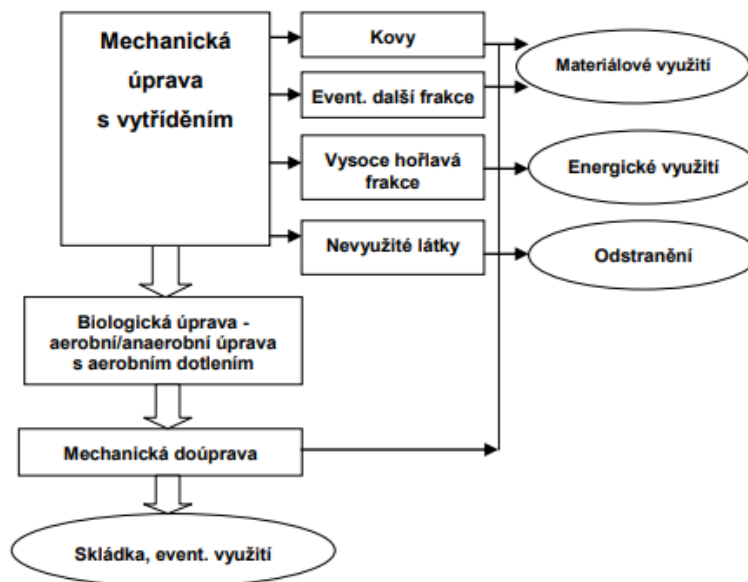 Mechanická
úprava
s vytříděním
Kovy
Event. další frakce
Vysoce hořlavá
frakce
Nevyužité látky
Materiálové využití
Energické využití
Odstranění
Biologická úprava -
aerobní/anaerobní úprava
s aerobním dotlením
Mechanická doúprava
Skládka, event. využití